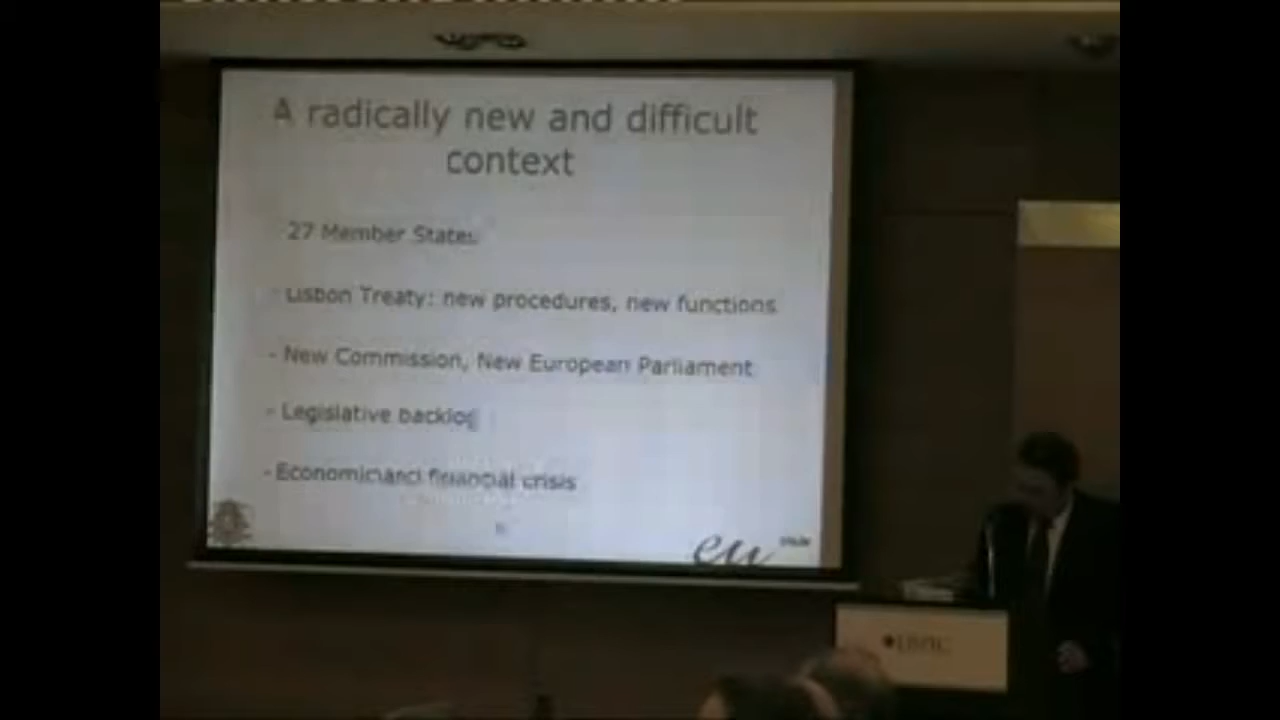 A radically new and difficult
context
27 Member States
- Lisbon Treaty: new procedures, new functions
- New Commission, New European Parliament
- Legislative backlog
- Economic and financial crisis
eu